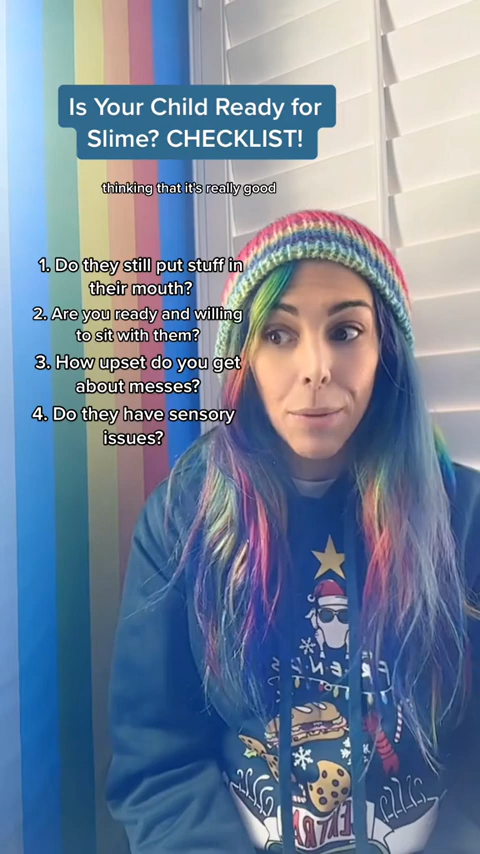 Is Your Child Ready for
Slime? CHECKLIST!
thinking that it's really good
1. Do they still put stuff in
their mouth?
2. Are you ready and willing
to sit with them?
3. How upset do you get
about messes?
4. Do they have sensory
issues?